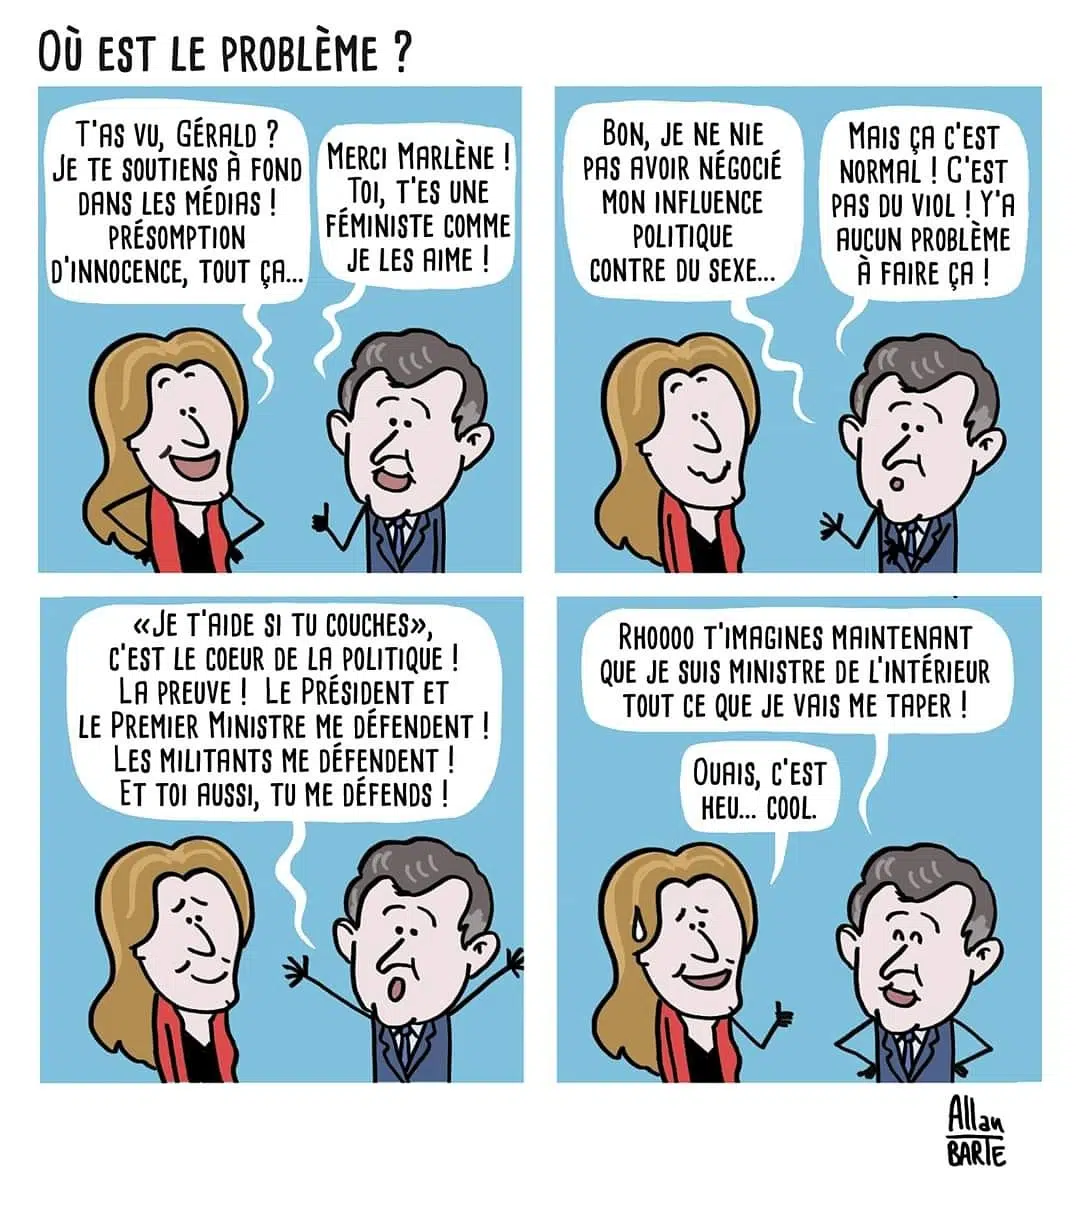 OÙ EST LE PROBLÈME ?
T'AS VU, GÉRALD ?
JE TE SOUTIENS À FOND
DANS LES MÉDIAS !
PRÉSOMPTION
D'INNOCENCE, TOUT ÇA...
MERCI MARLÈNE !
TOI, T'ES UNE
FÉMINISTE COMME
JE LES AIME !
BON, JE NE NIE
PAS AVOIR NÉGOCIÉ
MON INFLUENCE
POLITIQUE
CONTRE DU SEXE...
MAIS ÇA C'EST
NORMAL ! C'EST
PAS DU VIOL ! Y'A
AUCUN PROBLÈME
À FAIRE ÇA !
«JE T'AIDE SI TU COUCHES»,
C'EST LE COEUR DE LA POLITIQUE !
LA PREUVE ! LE PRÉSIDENT ET
LE PREMIER MINISTRE ME DÉFENDENT !
LES MILITANTS ME DÉFENDENT !
ET TOI AUSSI, TU ME DÉFENDS !
RHOOOO T'IMAGINES MAINTENANT
QUE JE SUIS MINISTRE DE L'INTÉRIEUR
TOUT CE QUE JE VAIS ME TAPER !
OUAIS, C'EST
HEU... COOL.
Allan
BARTE